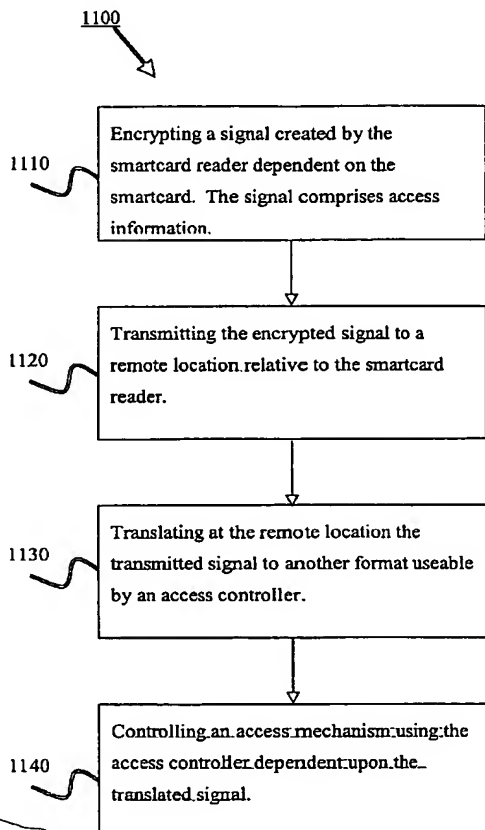 1100
1110
Encrypting a signal created by the
smartcard reader dependent on the
smartcard. The signal comprises access
information.
1120
Transmitting the encrypted signal to a
remote location relative to the smartcard
reader.
1130
Translating at the remote location the
transmitted signal to another format useable
by an access controller.
1140
Controlling an access mechanism using the
access controller dependent upon the
translated signal.